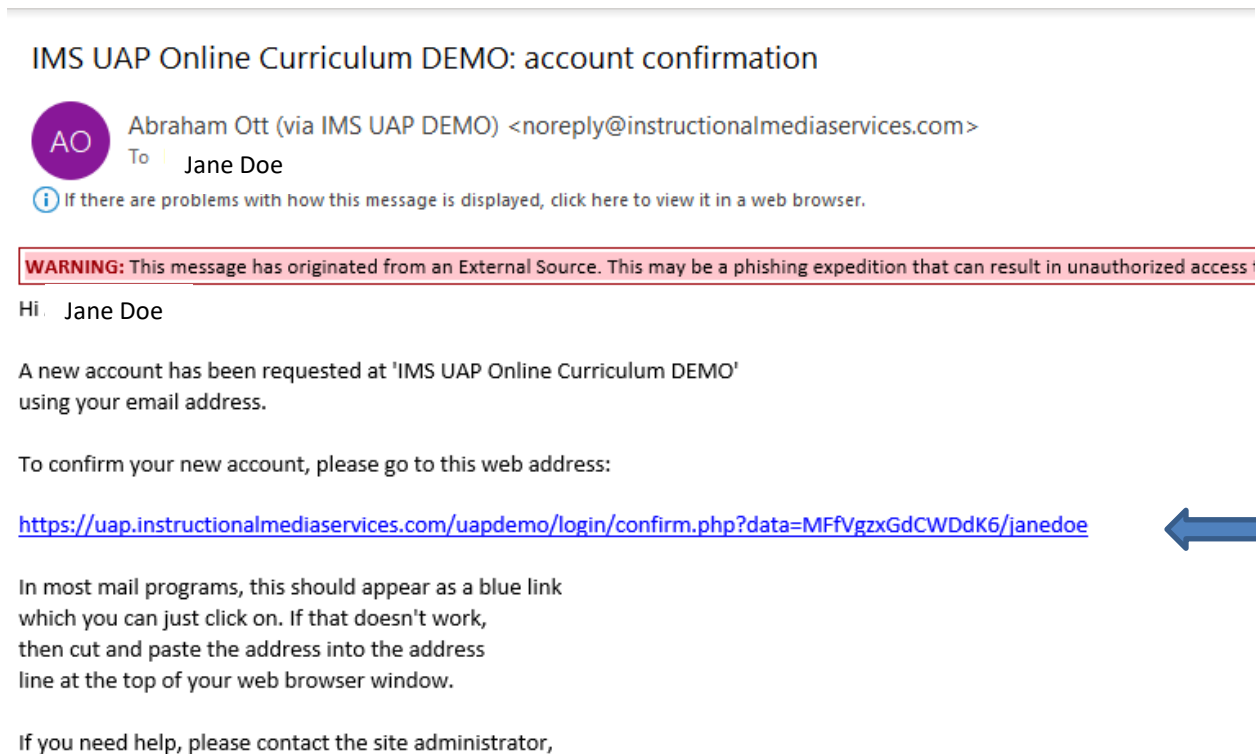 IMS UAP Online Curriculum DEMO: account confirmation
AO
Abraham Ott (via IMS UAP DEMO) <noreply@instructionalmediaservices.com>
To Jane Doe
i If there are problems with how this message is displayed, click here to view it in a web browser.
WARNING: This message has originated from an External Source. This may be a phishing expedition that can result in unauthorized access
Hi Jane Doe
A new account has been requested at 'IMS UAP Online Curriculum DEMO'
using your email address.
To confirm your new account, please go to this web address:
https://uap.instructionalmediaservices.com/uapdemo/login/confirm.php?data=MFfVgzxGdCWDdK6/janedoe
In most mail programs, this should appear as a blue link
which you can just click on. If that doesn't work,
then cut and paste the address into the address
line at the top of your web browser window.
If you need help, please contact the site administrator,